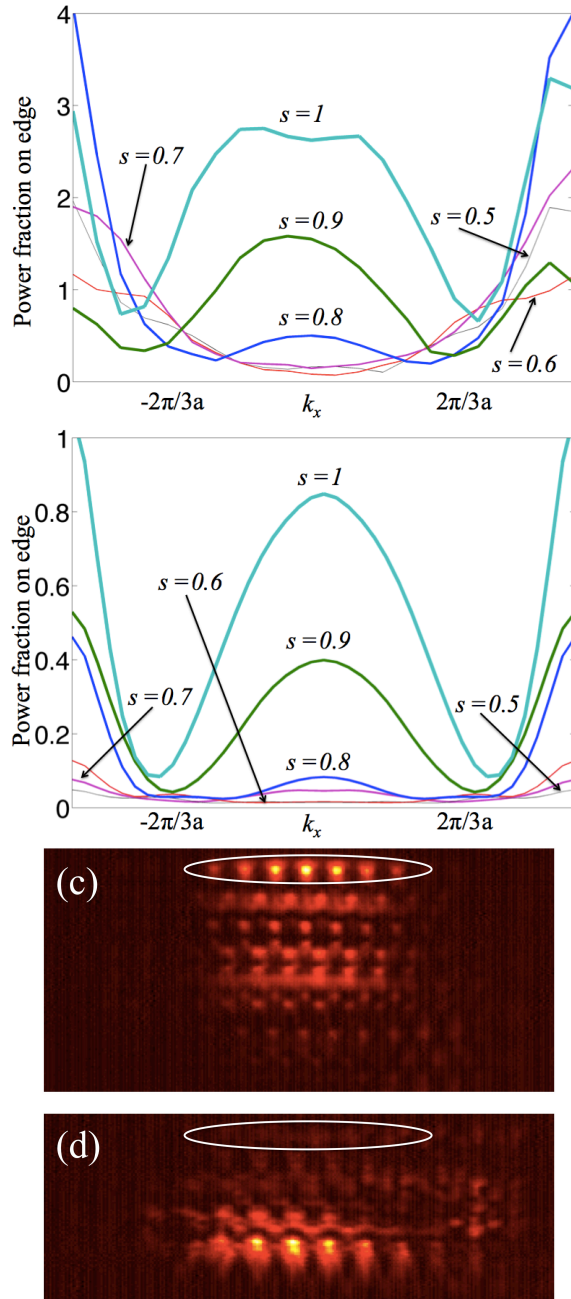 4
3
2
1
0
Power fraction on edge
s=1
s=0.7
s=0.9
s=0.5
s=0.8
s=0.6
-2π/3a
kx
2π/3a
1
0.8
0.6
0.4
0.2
0
Power fraction on edge
s=1
s=0.6
s=0.9
s=0.7
s=0.5
s=0.8
-2π/3a
kx
2π/3a
(c)
(d)